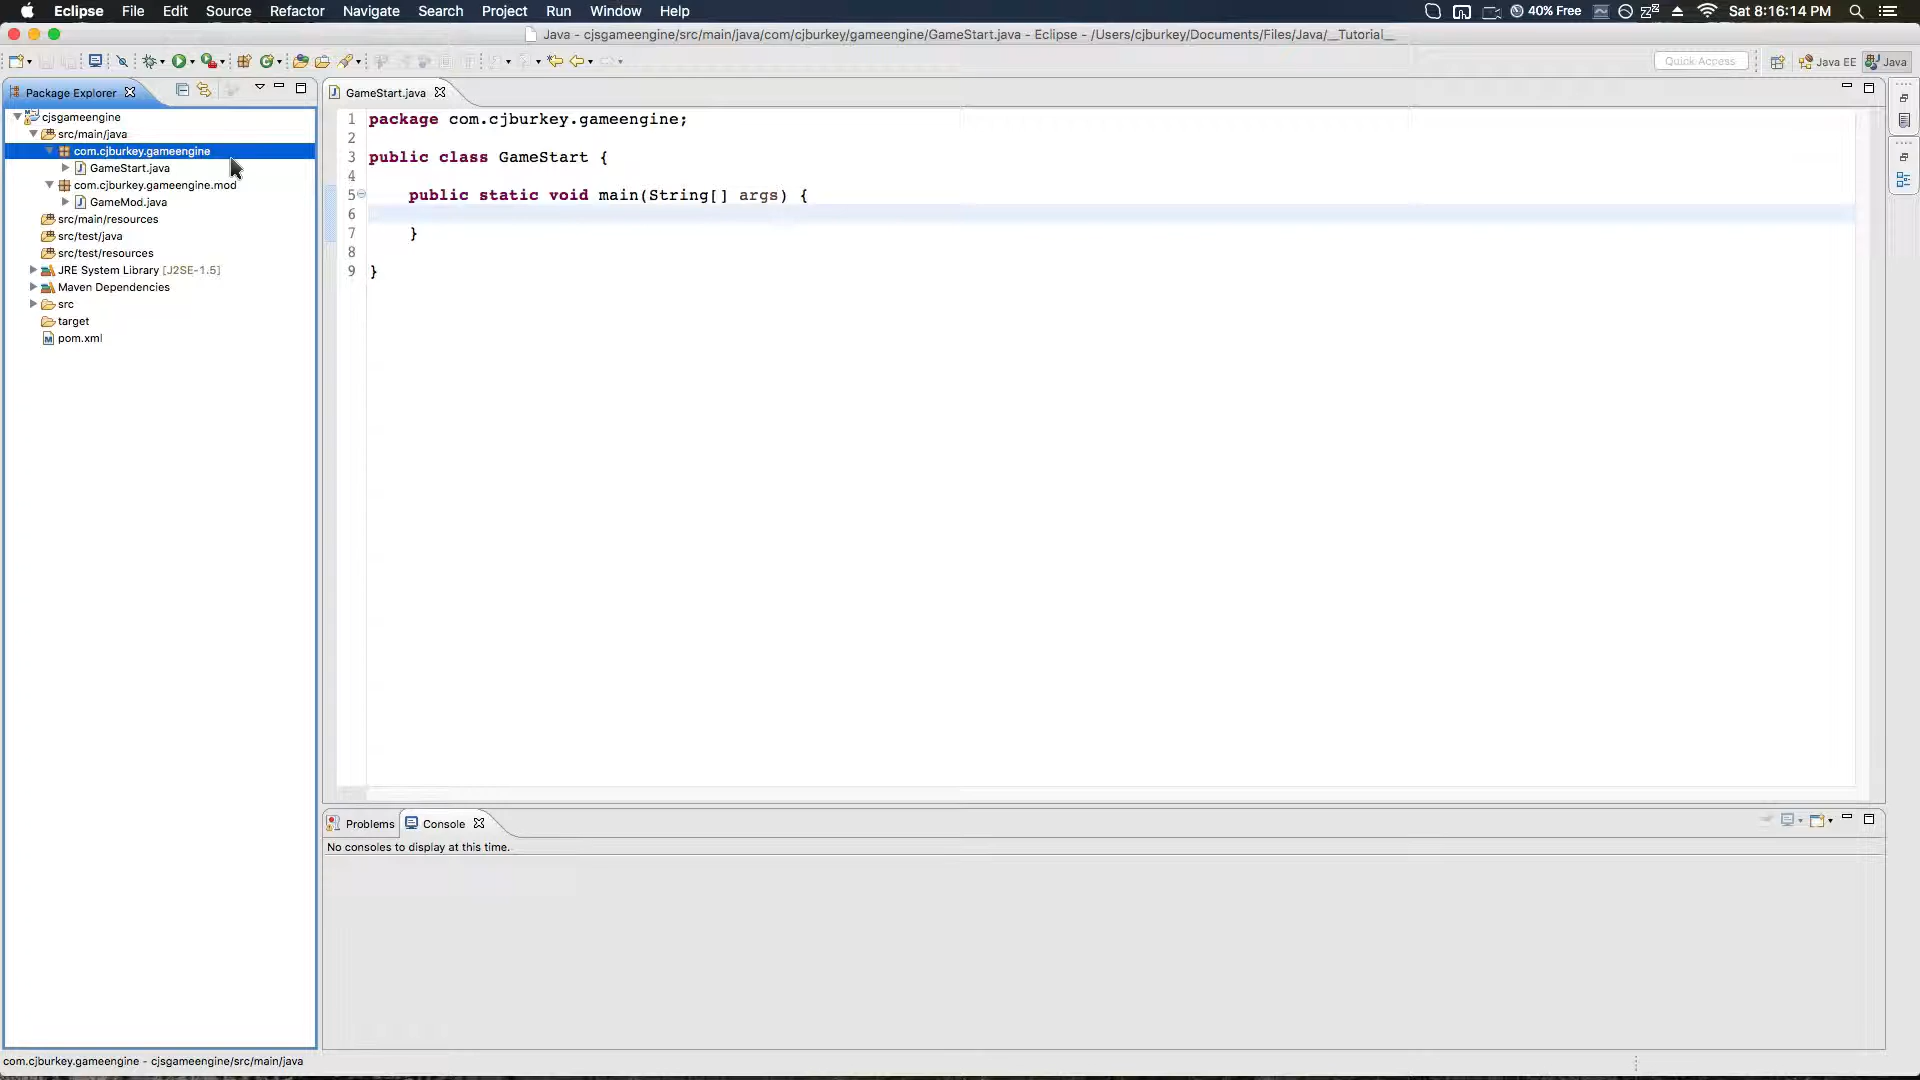 Eclipse File Edit Source Refactor Navigate Search Project Run Window Help 40% Free Sat 8:16:14 PM
Java - cjsgameengine/src/main/java/com/cjburkey/gameengine/GameStart.java - Eclipse - /Users/cjburkey/Documents/Files/Java/__Tutorial__
Quick Access Java EE Java
Package Explorer
cjsgameengine
src/main/java
com.cjburkey.gameengine
GameStart.java
com.cjburkey.gameengine.mod
GameMod.java
src/main/resources
src/test/java
src/test/resources
JRE System Library [J2SE-1.5]
Maven Dependencies
src
target
pom.xml
GameStart.java
1 package com.cjburkey.gameengine;
2
3 public class GameStart {
4
5 public static void main(String[] args) {
6
7 }
8
9 }
Problems Console
No consoles to display at this time.
com.cjburkey.gameengine - cjsgameengine/src/main/java